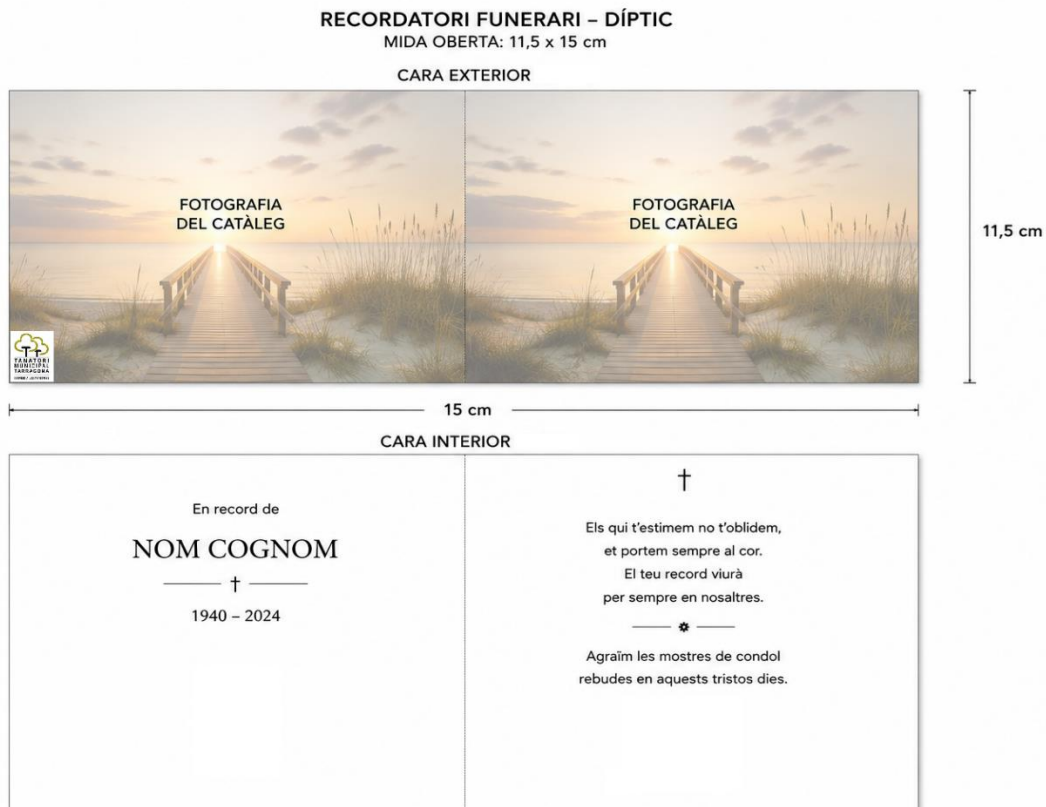 RECORDATORI FUNERARI – DÍPTIC
MIDA OBERTA: 11,5 x 15 cm
CARA EXTERIOR
FOTOGRAFIA
DEL CATÀLEG
FOTOGRAFIA
DEL CATÀLEG
11,5 cm
TANATORI
MUNICIPAL
TARRAGONA
15 cm
CARA INTERIOR
En record de
NOM COGNOM
1940 – 2024
Els qui t'estimem no t'oblidem,
et portem sempre al cor.
El teu record viurà
per sempre en nosaltres.
Agraïm les mostres de condol
rebudes en aquests tristos dies.